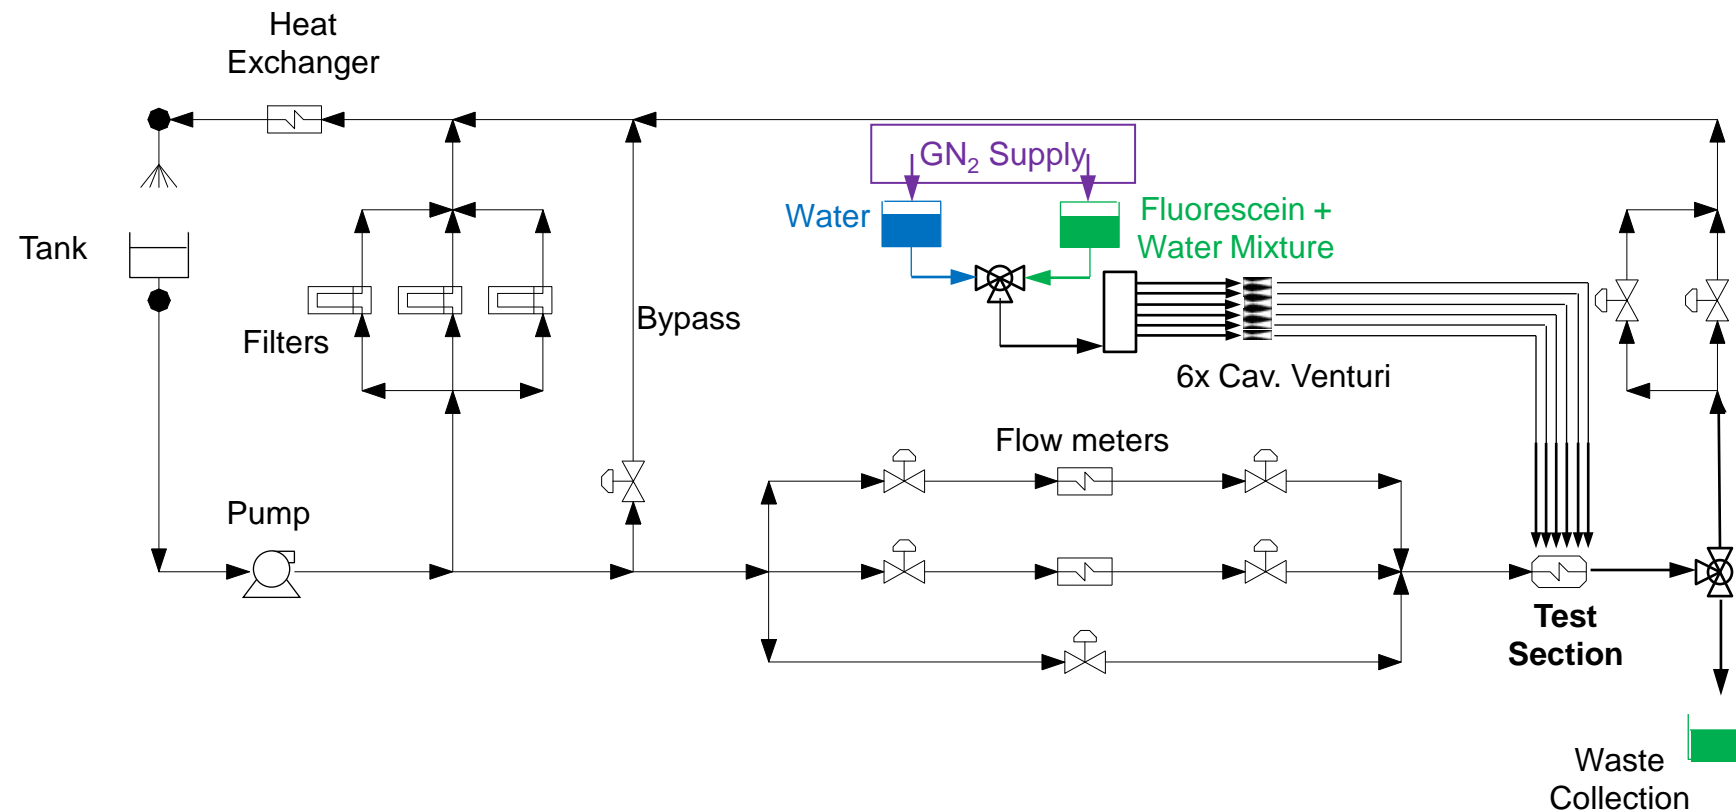 Heat
Exchanger
GN2 Supply
Water
Fluorescein +
Water Mixture
Tank
Bypass
Filters
6x Cav. Venturi
Flow meters
Pump
Test
Section
Waste
Collection